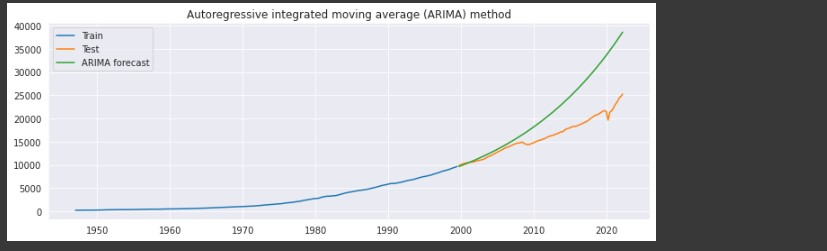 Autoregressive integrated moving average (ARIMA) method
40000
35000
30000
25000
20000
15000
10000
5000
0
Train
Test
ARIMA forecast
1950 1960 1970 1980 1990 2000 2010 2020